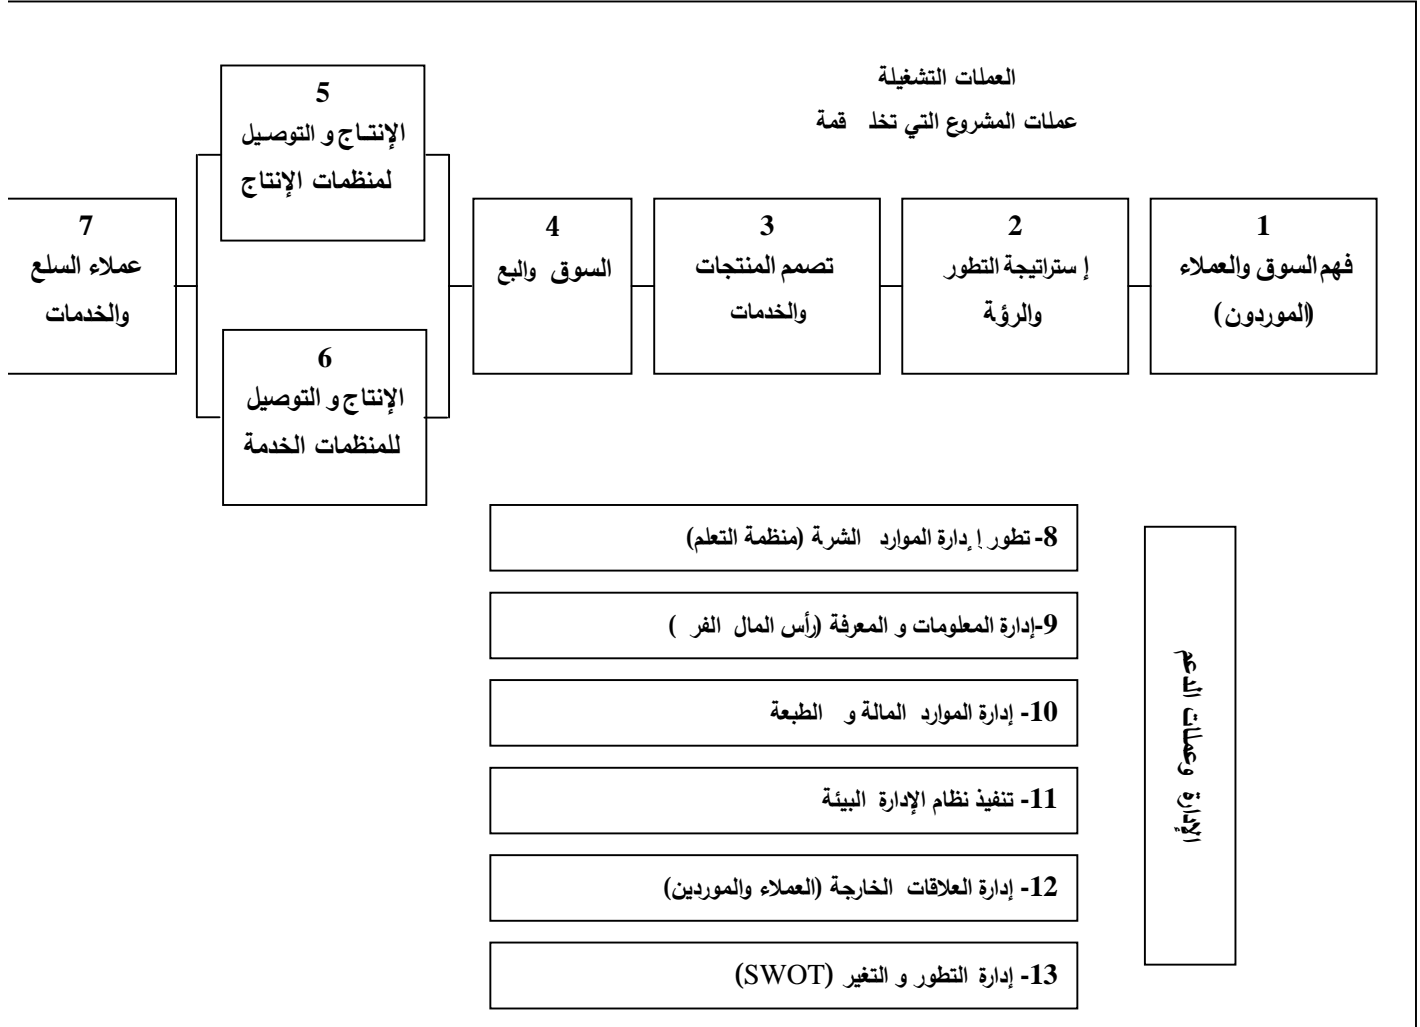 العملات التشغيلة
عملات المشروع التي تخلـ قمة
1
فهم السوق والعملاء
(الموردون)
2
إ ستراتيجة التطور
والرؤة
3
تصمم المنتجات
والخدمات
4
السوق والبع
5
الإنتـاج و التوصـيل
لمنظمات الإنتاج
6
الإنتاج و التوصيل
للمنظمات الخدمة
7
عملاء السلع
والخدمات
8- تطور إدارة الموارد الشرة (منظمة التعلم)
9-إدارة المعلومات و المعرفة (رأس المال الفر )
10- إدارة الموارد المالة و الطبعة
11- تنفيذ نظام الإدارة البيئة
12- إدارة العلاقات الخارجة (العملاء والموردين)
13- إدارة التطور و التغير (SWOT)
الإدارة وعملات الدعم